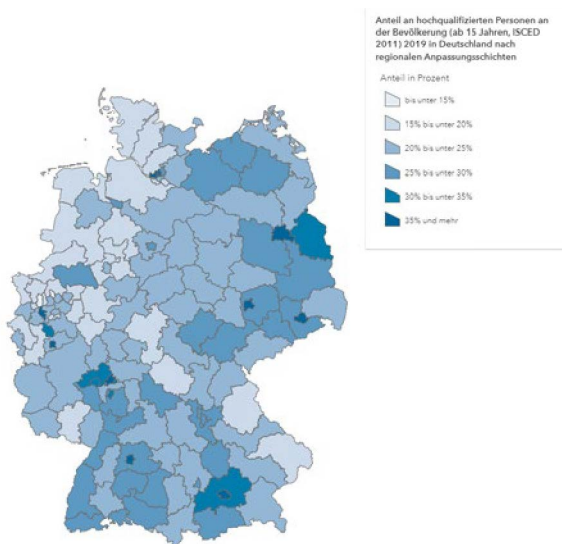 Anteil an hochqualifizierten Personen an
der Bevölkerung (ab 15 Jahren, ISCED
2011) 2019 in Deutschland nach
regionalen Anpassungsschichten
Anteil in Prozent
bis unter 15%
15% bis unter 20%
20% bis unter 25%
25% bis unter 30%
30% bis unter 35%
35% und mehr